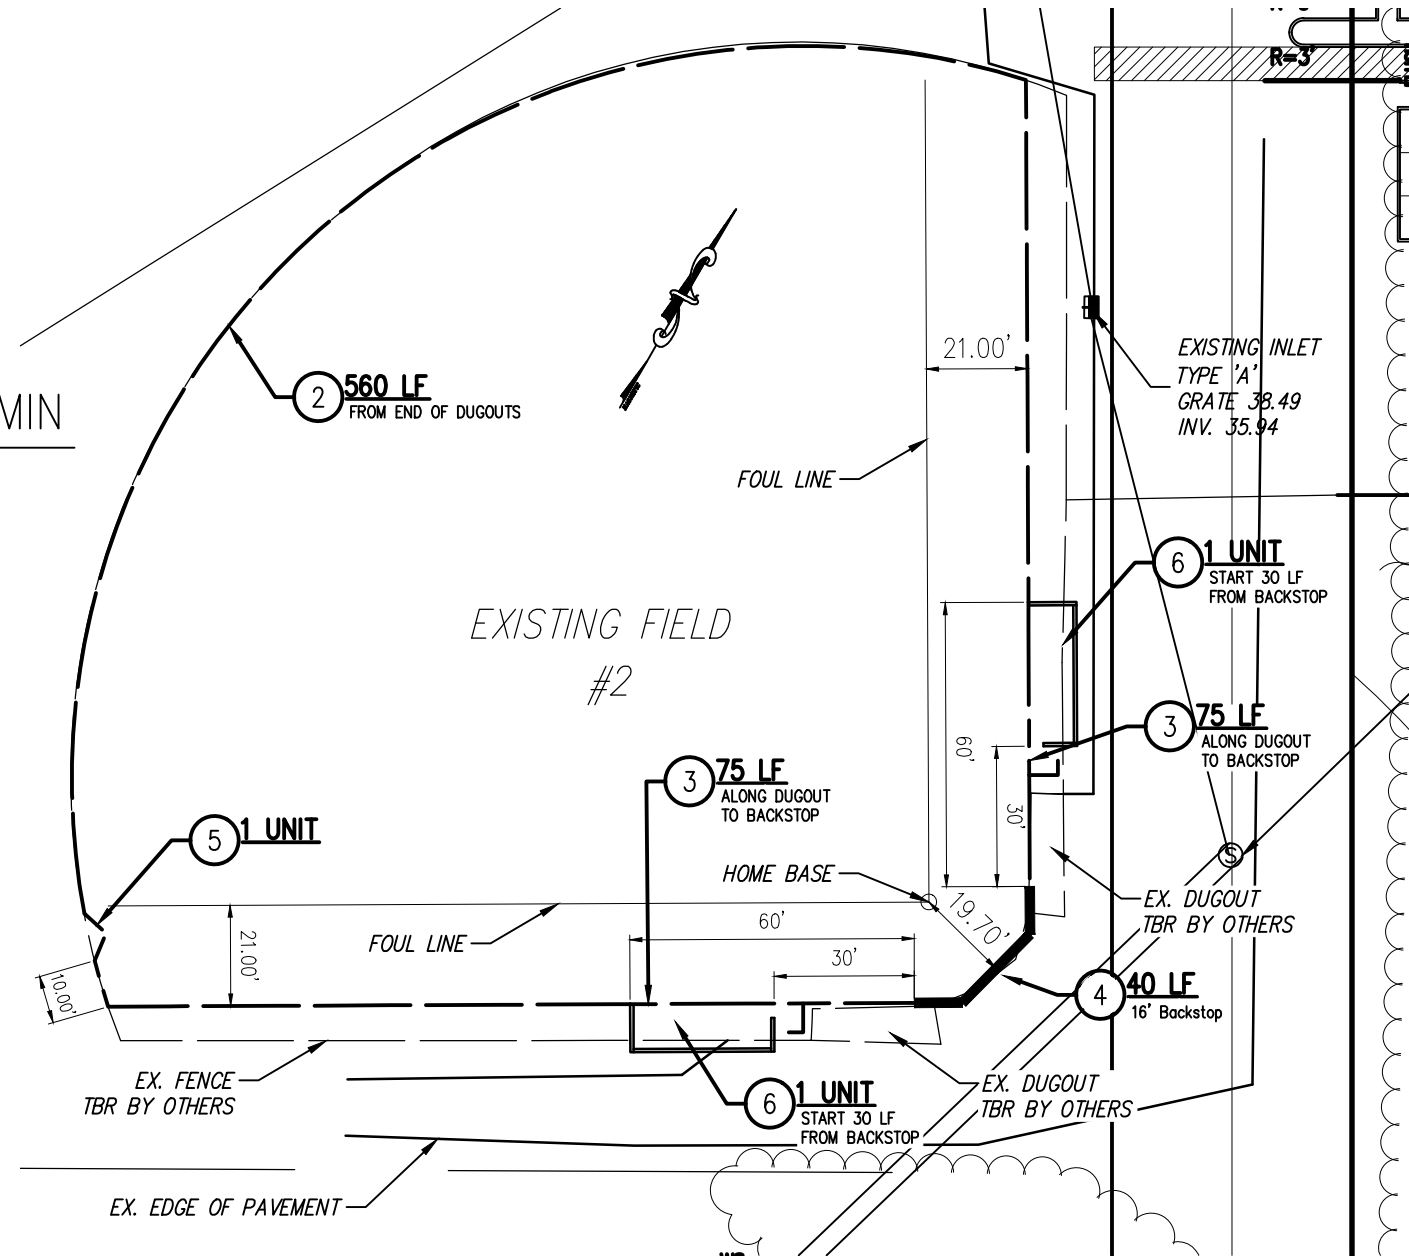 R=3'
MIN
2
560 LF
FROM END OF DUGOUTS
21.00'
EXISTING INLET
TYPE 'A'
GRATE 38.49
INV. 35.94
FOUL LINE
6
1 UNIT
START 30 LF
FROM BACKSTOP
EXISTING FIELD
#2
3
75 LF
ALONG DUGOUT
TO BACKSTOP
60'
3
75 LF
ALONG DUGOUT
TO BACKSTOP
30'
5
1 UNIT
S
HOME BASE
EX. DUGOUT
TBR BY OTHERS
19.70'
60'
FOUL LINE
21.00'
30'
10.00'
4
40 LF
16' Backstop
EX. FENCE
TBR BY OTHERS
6
1 UNIT
START 30 LF
FROM BACKSTOP
EX. DUGOUT
TBR BY OTHERS
EX. EDGE OF PAVEMENT